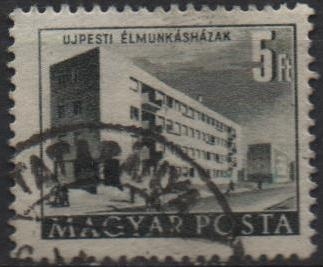 UJPESTI ÉLMUNKÁSHÁZAK
5 Ft
MAGYAR POSTA